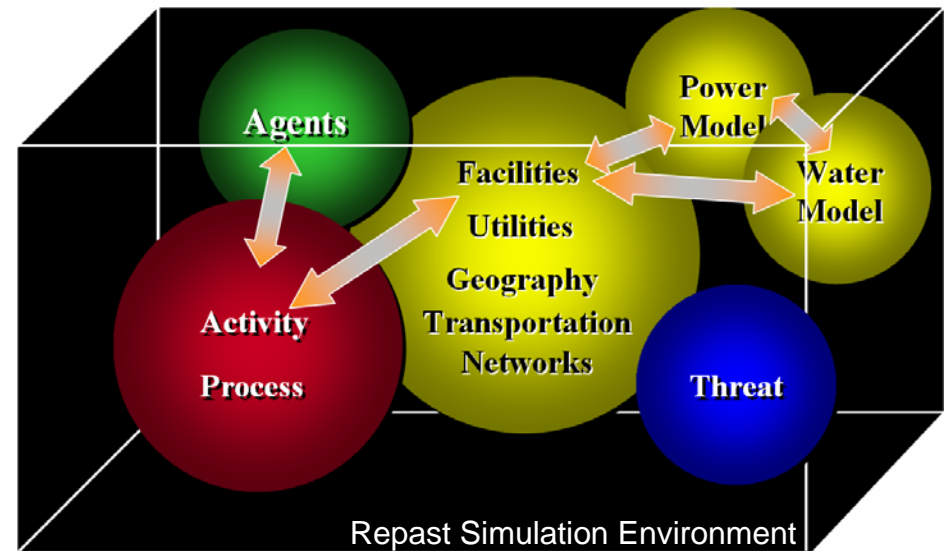 Agents
Power
Model
Water
Model
Facilities
Utilities
Geography
Transportation
Networks
Activity
Process
Threat
Repast Simulation Environment